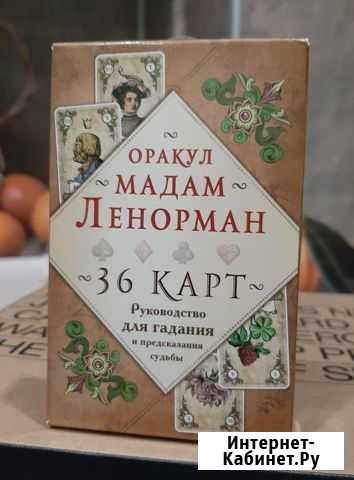 ОРАКУЛ
МАДАМ
ЛЕНОРМАН
36 КАРТ
Руководство
для гадания
и предсказания
судьбы
Интернет-
Кабинет.Ру